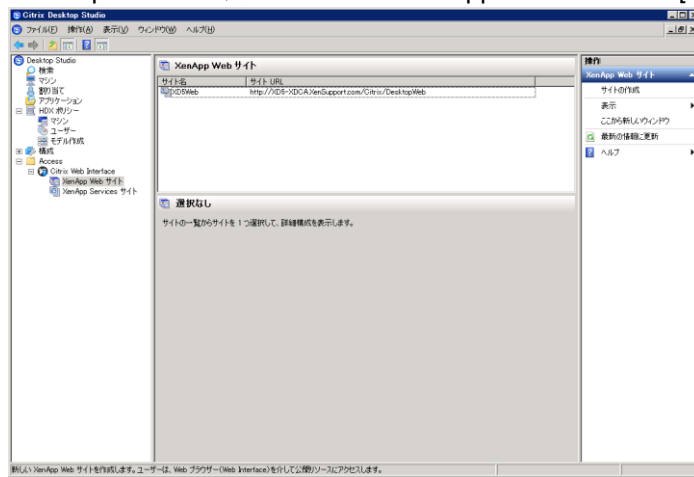 Citrix Desktop Studio
ファイル(F) 操作(A) 表示(V) ウィンドウ(W) ヘルプ(H)
Desktop Studio
検索
マシン
割り当て
アプリケーション
HDX ポリシー
マシン
ユーザー
モデル作成
構成
Access
Citrix Web Interface
XenApp Web サイト
XenApp Services サイト
XenApp Web サイト
サイト名 サイト URL
XD5Web http://XD5-XDCA.XenSupport.com/Citrix/DesktopWeb
選択なし
サイトの一覧からサイトを 1 つ選択して、詳細構成を表示します。
操作
XenApp Web サイト
サイトの作成
表示
ここから新しいウィンドウ
最新の情報に更新
ヘルプ
新しい XenApp Web サイトを作成します。ユーザーは、Web ブラウザー(Web Interface)を介して公開リソースにアクセスします。